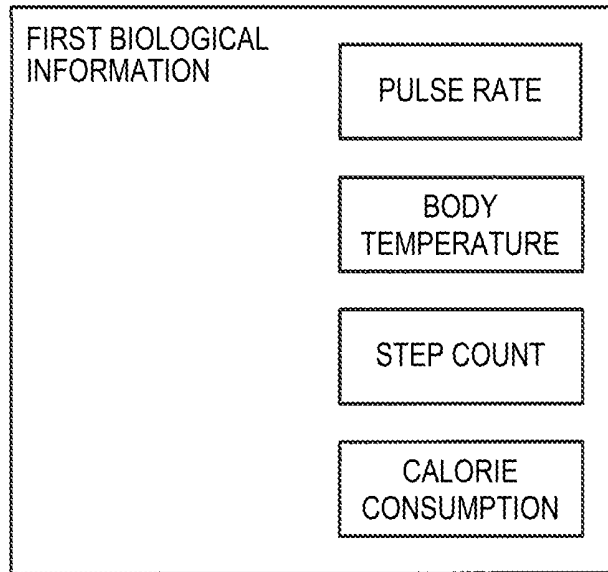 FIRST BIOLOGICAL
INFORMATION
PULSE RATE
BODY
TEMPERATURE
STEP COUNT
CALORIE
CONSUMPTION